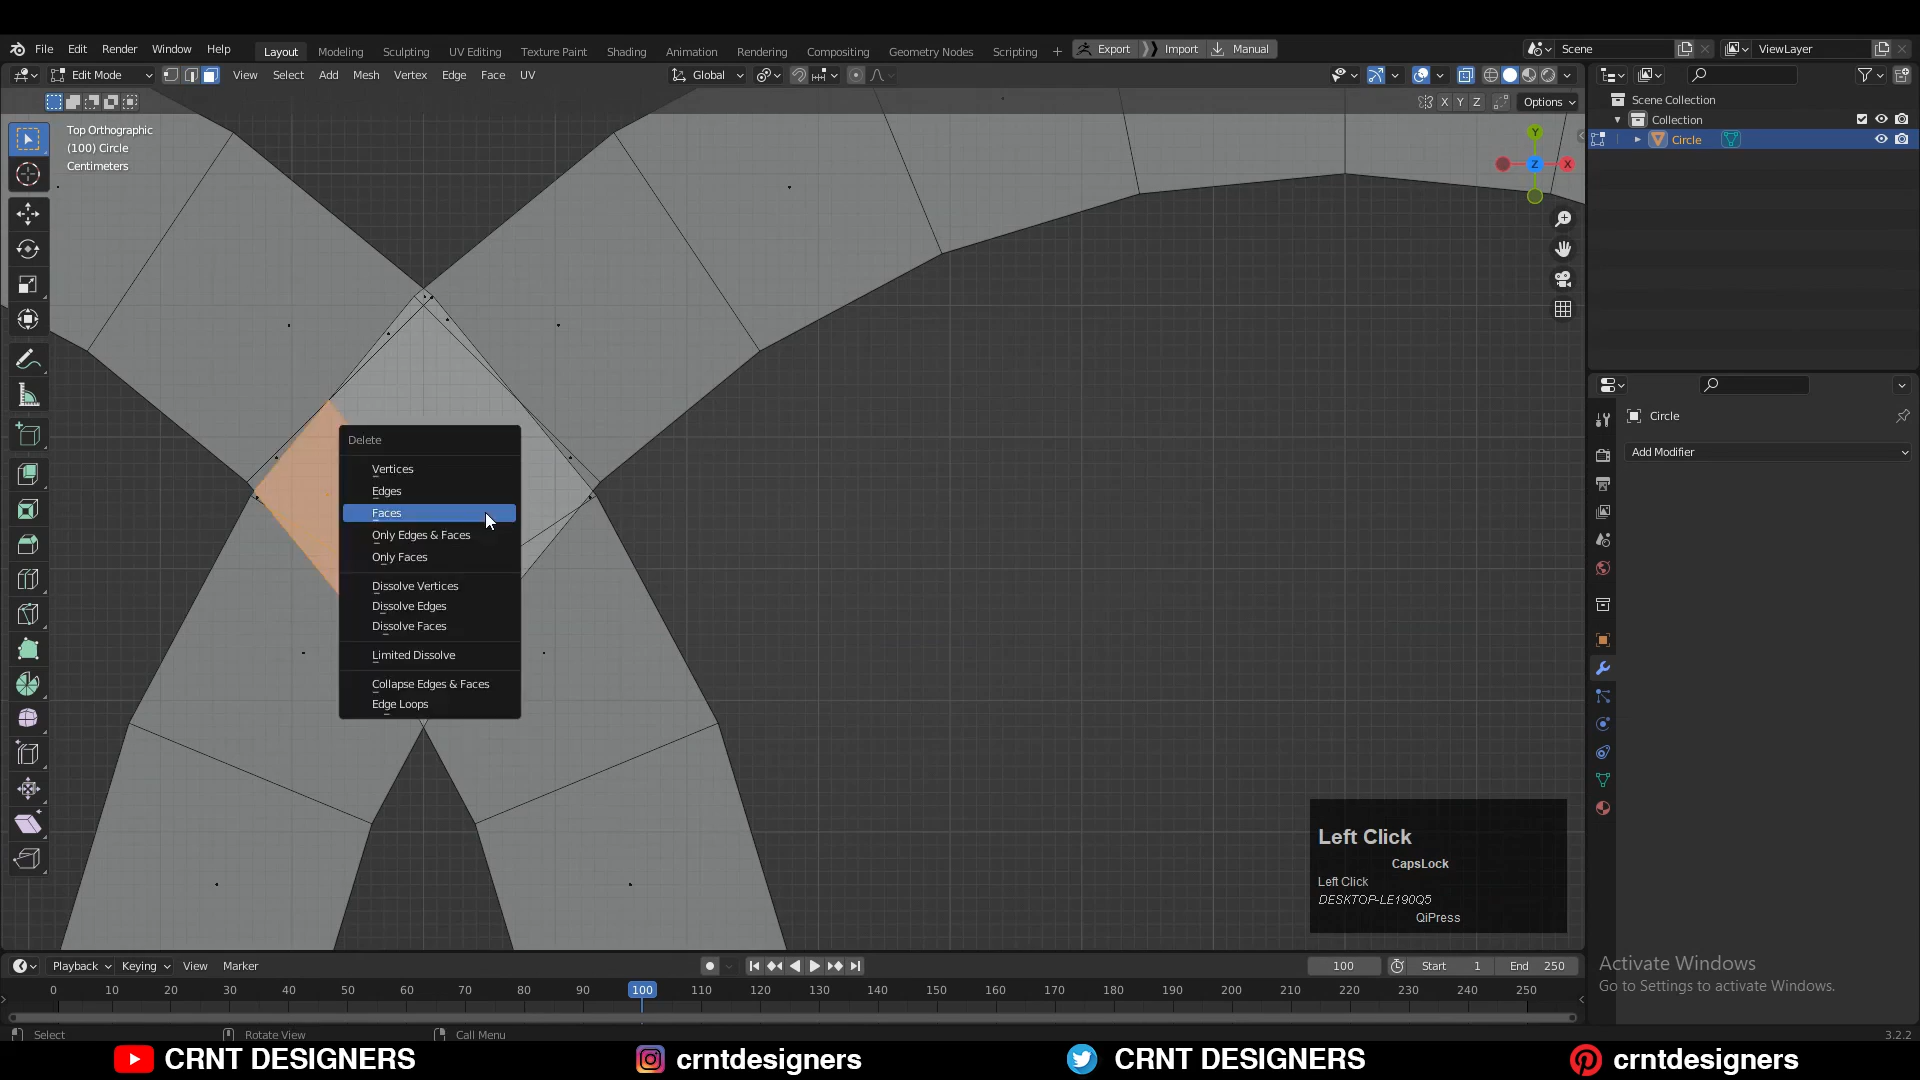 File Edit Render Window Help Layout Modeling Sculpting UV Editing Texture Paint Shading Animation Rendering Compositing Geometry Nodes Scripting + Export Import Manual Scene ViewLayer
Edit Mode View Select Add Mesh Vertex Edge Face UV Global
X Y Z Options
Top Orthographic
(100) Circle
Centimeters
Y
Z
X
Scene Collection
Collection
Circle
Circle
Add Modifier
Delete
Vertices
Edges
Faces
Only Edges & Faces
Only Faces
Dissolve Vertices
Dissolve Edges
Dissolve Faces
Limited Dissolve
Collapse Edges & Faces
Edge Loops
Left Click
CapsLock
Left Click
DESKTOP-LE190Q5
QiPress
Playback Keying View Marker 100 Start 1 End 250
0 10 20 30 40 50 60 70 80 90 100 110 120 130 140 150 160 170 180 190 200 210 220 230 240 250
Activate Windows
Go to Settings to activate Windows.
Select Rotate View Call Menu 3.2.2
CRNT DESIGNERS crntdesigners CRNT DESIGNERS crntdesigners